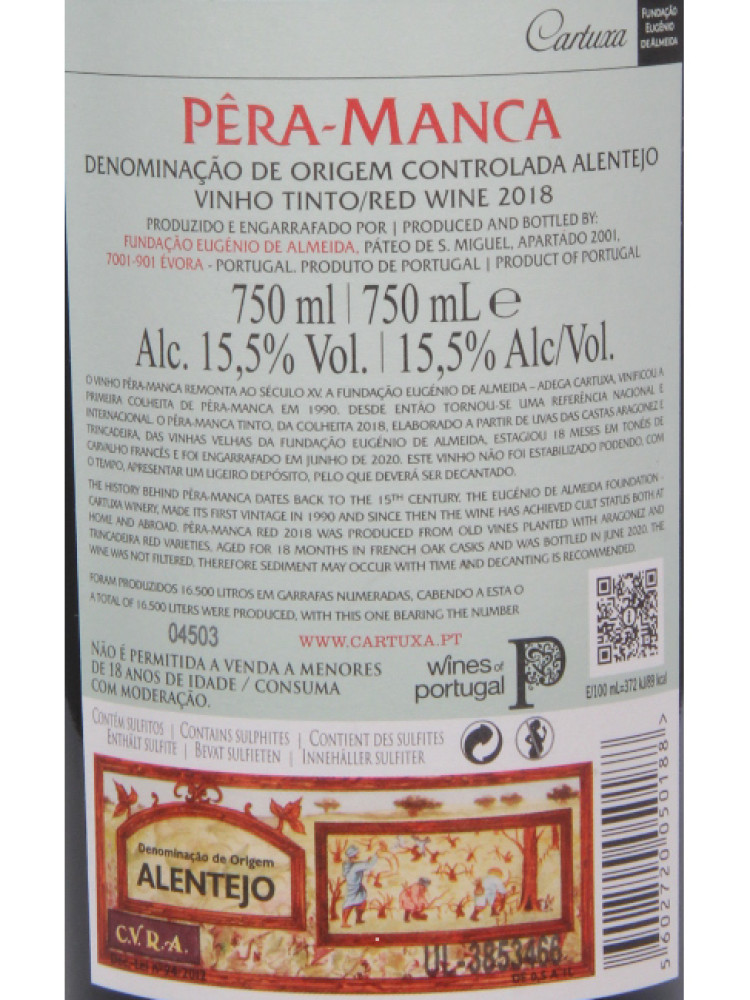 Cartuxa
FUNDAÇÃO
EUGÉNIO
DE ALMEIDA
PÊRA-MANCA
DENOMINAÇÃO DE ORIGEM CONTROLADA ALENTEJO
VINHO TINTO/RED WINE 2018
PRODUZIDO E ENGARRAFADO POR | PRODUCED AND BOTTLED BY:
FUNDAÇÃO EUGÉNIO DE ALMEIDA, PÁTEO DE S. MIGUEL, APARTADO 2001,
7001-901 ÉVORA - PORTUGAL. PRODUTO DE PORTUGAL | PRODUCT OF PORTUGAL
750 ml | 750 mL e
Alc. 15,5% Vol. | 15,5% Alc/Vol.
O VINHO PÊRA-MANCA REMONTA AO SÉCULO XV. A FUNDAÇÃO EUGÉNIO DE ALMEIDA – ADEGA CARTUXA, VINIFICOU A
PRIMEIRA COLHEITA DE PÊRA-MANCA EM 1990. DESDE ENTÃO TORNOU-SE UMA REFERÊNCIA NACIONAL E
INTERNACIONAL. O PÊRA-MANCA TINTO, DA COLHEITA 2018, ELABORADO A PARTIR DE UVAS DAS CASTAS ARAGONEZ E
TRINCADEIRA, DAS VINHAS VELHAS DA FUNDAÇÃO EUGÉNIO DE ALMEIDA, ESTAGIOU 18 MESES EM TONÉIS DE
CARVALHO FRANCÊS E FOI ENGARRAFADO EM JUNHO DE 2020. ESTE VINHO NÃO FOI ESTABILIZADO PODENDO, COM
O TEMPO, APRESENTAR UM LIGEIRO DEPÓSITO, PELO QUE DEVERÁ SER DECANTADO.
THE HISTORY BEHIND PÊRA-MANCA DATES BACK TO THE 15TH CENTURY. THE EUGÉNIO DE ALMEIDA FOUNDATION -
CARTUXA WINERY, MADE ITS FIRST VINTAGE IN 1990 AND SINCE THEN THE WINE HAS ACHIEVED CULT STATUS BOTH AT
HOME AND ABROAD. PÊRA-MANCA RED 2018 WAS PRODUCED FROM OLD VINES PLANTED WITH ARAGONEZ AND
TRINCADEIRA RED VARIETIES, AGED FOR 18 MONTHS IN FRENCH OAK CASKS AND WAS BOTTLED IN JUNE 2020. THE
WINE WAS NOT FILTERED, THEREFORE SEDIMENT MAY OCCUR WITH TIME AND DECANTING IS RECOMMENDED.
FORAM PRODUZIDOS 16.500 LITROS EM GARRAFAS NUMERADAS, CABENDO A ESTA O
A TOTAL OF 16.500 LITERS WERE PRODUCED, WITH THIS ONE BEARING THE NUMBER
04503
WWW.CARTUXA.PT
NÃO É PERMITIDA A VENDA A MENORES
DE 18 ANOS DE IDADE / CONSUMA
COM MODERAÇÃO.
wines of
portugal
P
E/100 mL=372 kJ/89 kcal
CONTÉM SULFITOS | CONTAINS SULPHITES | CONTIENT DES SULFITES
ENTHÄLT SULFITE | BEVAT SULFIETEN | INNEHÅLLER SULFITER
Denominação de Origem
ALENTEJO
C.V.R.A.
UL-3853466
DE 0,5 A 1L
5602720050188>